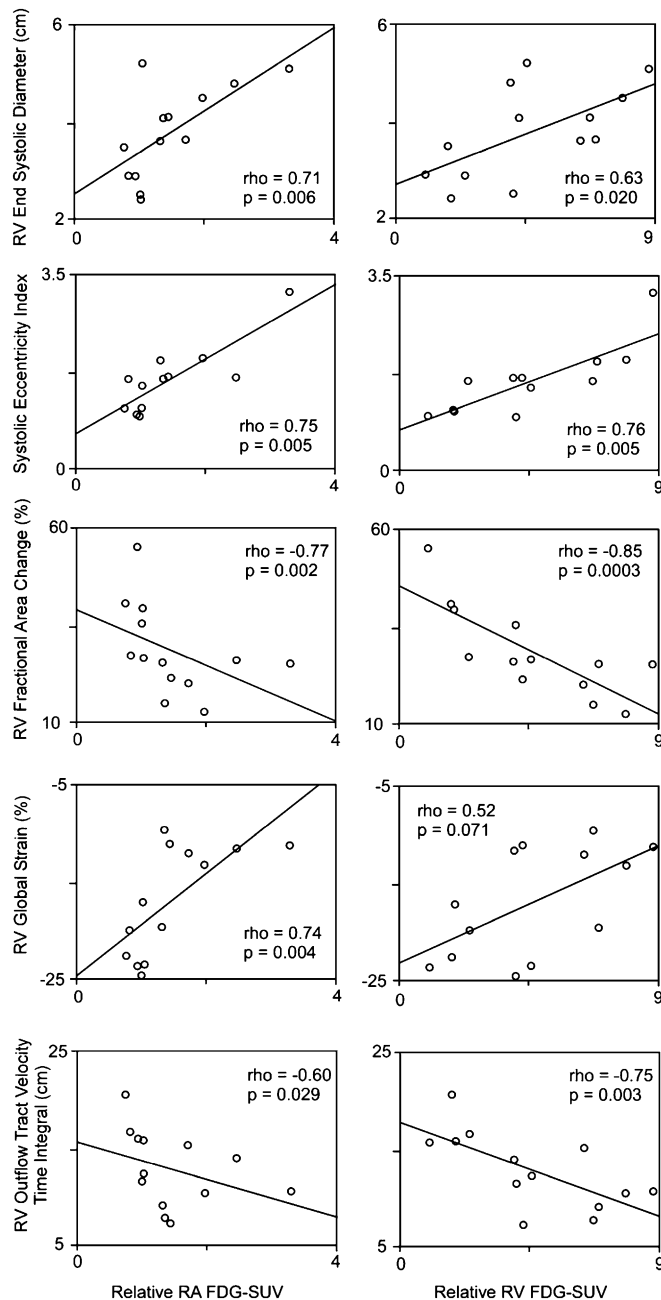 RV End Systolic Diameter (cm)
6
2
0
4
rho = 0.71
p = 0.006
6
2
0
9
rho = 0.63
p = 0.020
Systolic Eccentricity Index
3.5
0
0
4
rho = 0.75
p = 0.005
3.5
0
0
9
rho = 0.76
p = 0.005
RV Fractional Area Change (%)
60
10
0
4
rho = -0.77
p = 0.002
60
10
0
9
rho = -0.85
p = 0.0003
RV Global Strain (%)
-5
-25
0
4
rho = 0.74
p = 0.004
-5
-25
0
9
rho = 0.52
p = 0.071
RV Outflow Tract Velocity
Time Integral (cm)
25
5
0
4
rho = -0.60
p = 0.029
25
5
0
9
rho = -0.75
p = 0.003
Relative RA FDG-SUV
Relative RV FDG-SUV